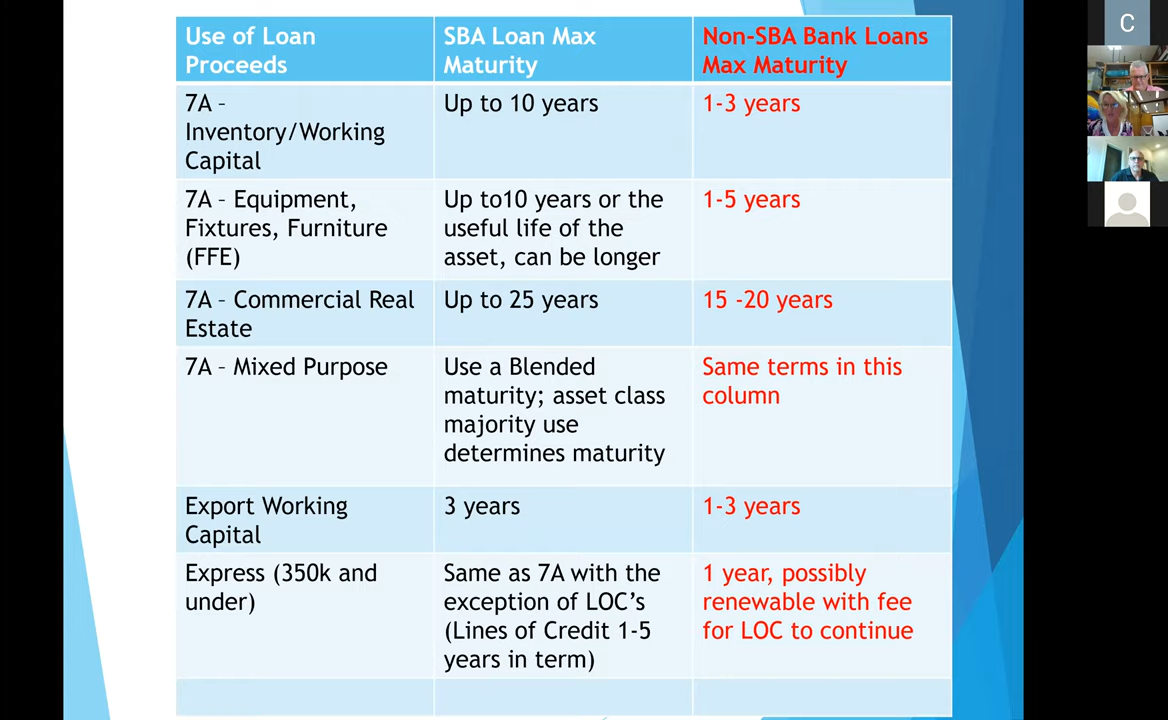 Use of Loan
Proceeds
SBA Loan Max
Maturity
Non-SBA Bank Loans
Max Maturity
7A –
Inventory/Working
Capital
Up to 10 years
1-3 years
7A – Equipment,
Fixtures, Furniture
(FFE)
Up to10 years or the
useful life of the
asset, can be longer
1-5 years
7A – Commercial Real
Estate
Up to 25 years
15 -20 years
7A – Mixed Purpose
Use a Blended
maturity; asset class
majority use
determines maturity
Same terms in this
column
Export Working
Capital
3 years
1-3 years
Express (350k and
under)
Same as 7A with the
exception of LOC’s
(Lines of Credit 1-5
years in term)
1 year, possibly
renewable with fee
for LOC to continue
C